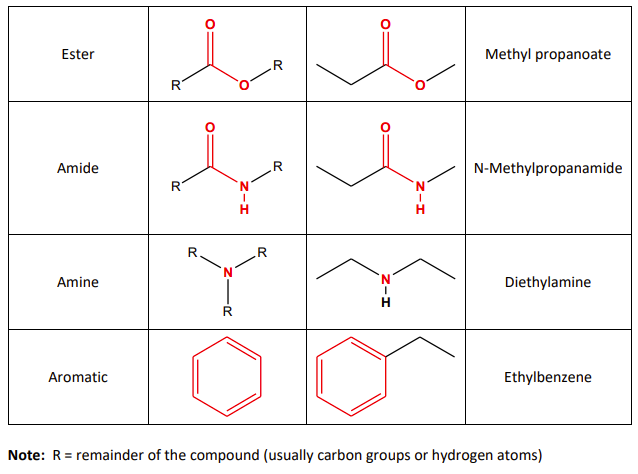 Ester
O
R
O
R
O
O
Methyl propanoate
Amide
O
R
N
H
R
O
N
H
N-Methylpropanamide
Amine
R
R
N
R
N
H
Diethylamine
Aromatic
Ethylbenzene
Note: R = remainder of the compound (usually carbon groups or hydrogen atoms)